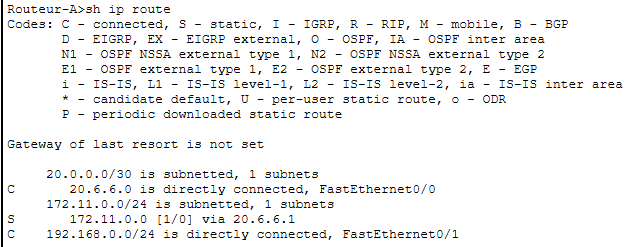 Routeur-A>sh ip route
Codes: C - connected, S - static, I - IGRP, R - RIP, M - mobile, B - BGP
       D - EIGRP, EX - EIGRP external, O - OSPF, IA - OSPF inter area
       N1 - OSPF NSSA external type 1, N2 - OSPF NSSA external type 2
       E1 - OSPF external type 1, E2 - OSPF external type 2, E - EGP
       i - IS-IS, L1 - IS-IS level-1, L2 - IS-IS level-2, ia - IS-IS inter area
       * - candidate default, U - per-user static route, o - ODR
       P - periodic downloaded static route

Gateway of last resort is not set

     20.0.0.0/30 is subnetted, 1 subnets
C       20.6.6.0 is directly connected, FastEthernet0/0
     172.11.0.0/24 is subnetted, 1 subnets
S       172.11.0.0 [1/0] via 20.6.6.1
C    192.168.0.0/24 is directly connected, FastEthernet0/1